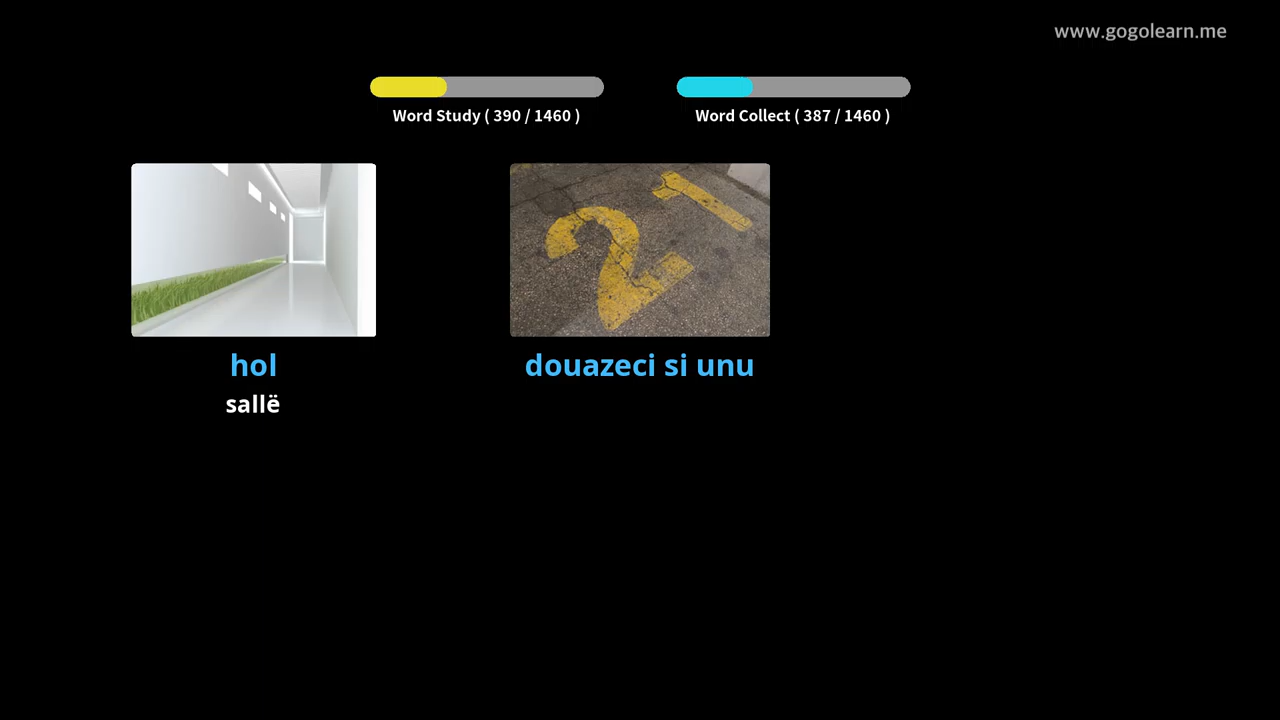 www.gogolearn.me
Word Study ( 390 / 1460 )
Word Collect ( 387 / 1460 )
21
hol
douazeci si unu
sallë